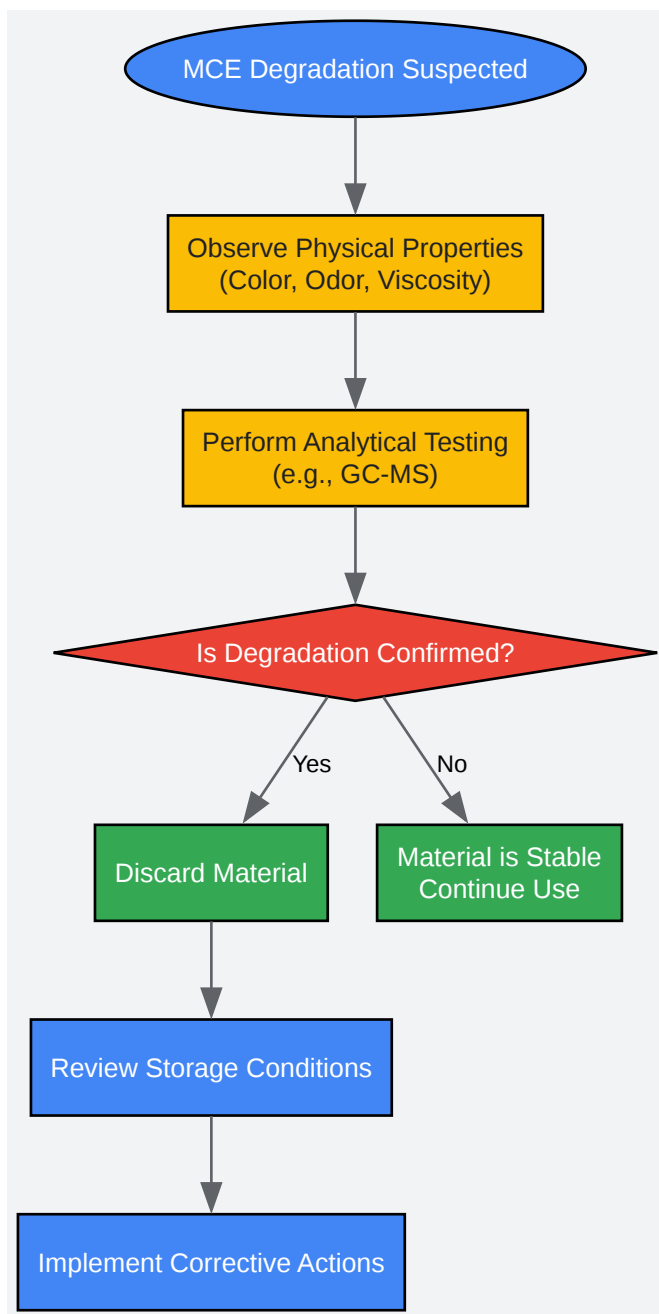 MCE Degradation Suspected
Observe Physical Properties
(Color, Odor, Viscosity)
Perform Analytical Testing
(e.g., GC-MS)
Is Degradation Confirmed?
Yes
No
Discard Material
Material is Stable
Continue Use
Review Storage Conditions
Implement Corrective Actions